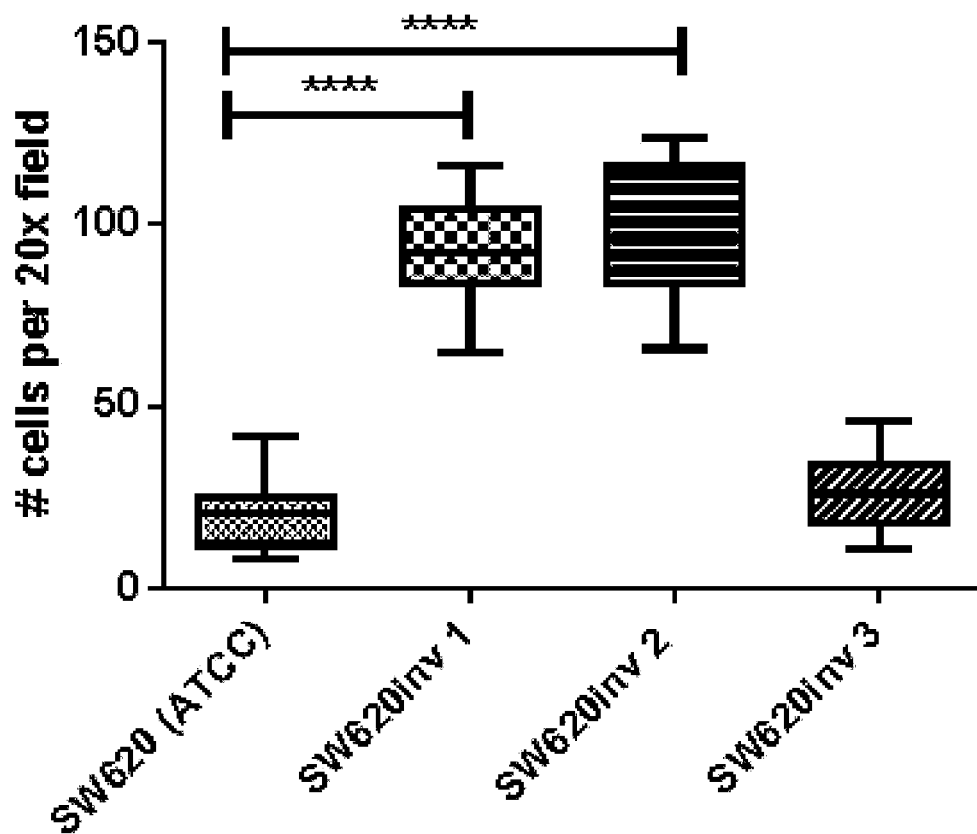 ****
****
# cells per 20x field
150
100
50
0
SW620 (ATCC)
SW620inv 1
SW620inv 2
SW620inv 3